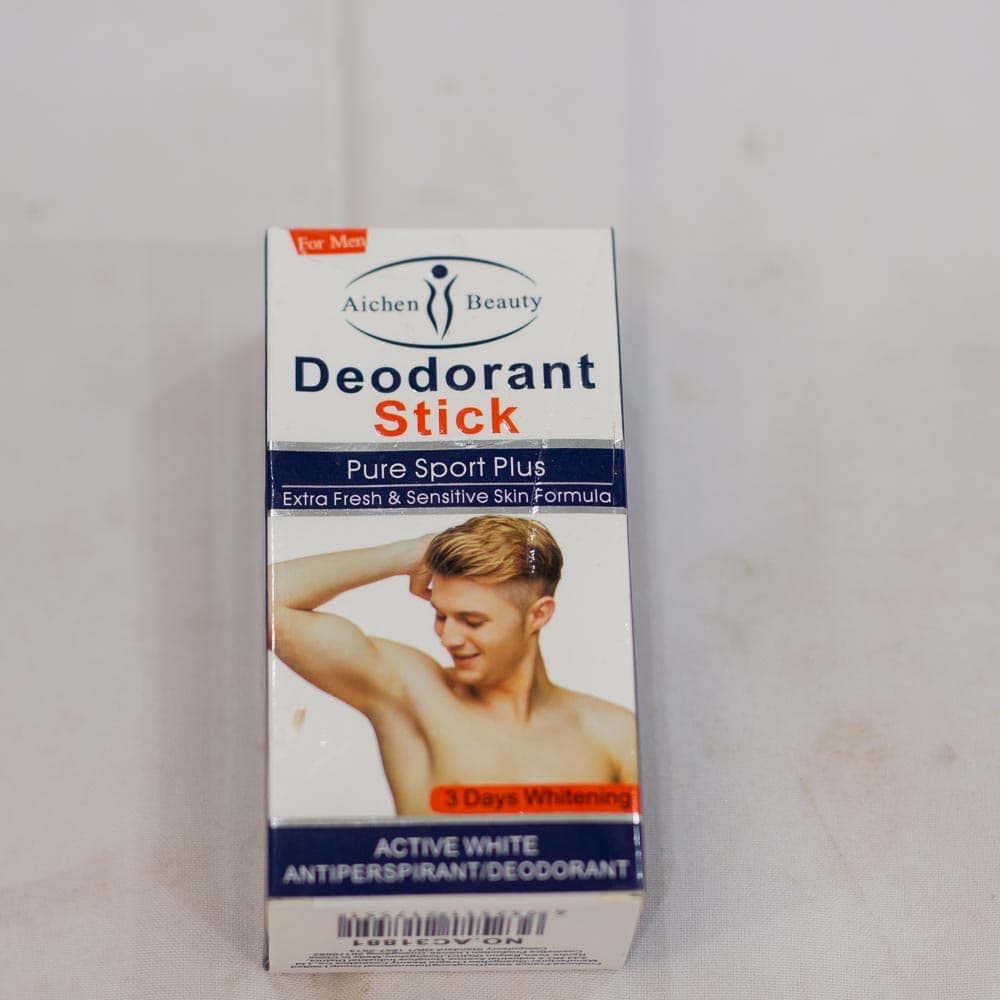 For Men
Aichen Beauty
Deodorant
Stick
Pure Sport Plus
Extra Fresh & Sensitive Skin Formula
3 Days Whitening
ACTIVE WHITE
ANTIPERSPIRANT/DEODORANT
NO.AC31881